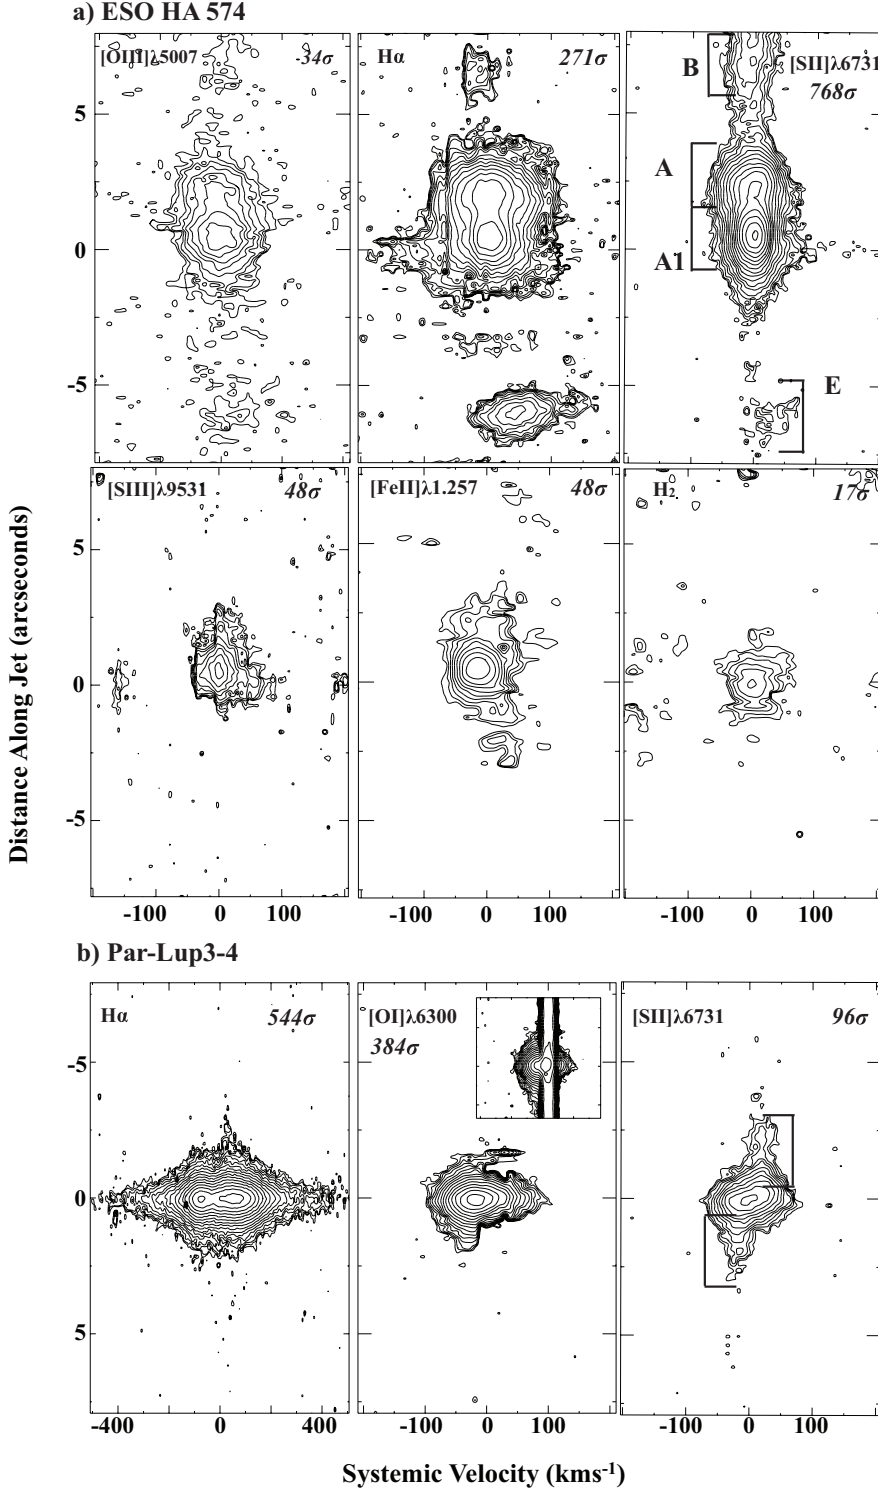 a) ESO HA 574
[OIII]λ5007 34σ
Hα 271σ
[SII]λ6731
768σ
B
A
A1
E
5
0
-5
[SIII]λ9531 48σ
[FeII]λ1.257 48σ
H2 17σ
5
0
-5
-100 0 100
-100 0 100
-100 0 100
Distance Along Jet (arcseconds)
b) Par-Lup3-4
Hα 544σ
[OI]λ6300
384σ
[SII]λ6731 96σ
-5
0
5
-400 -200 0 200 400
-100 0 100
-100 0 100
Systemic Velocity (kms-1)